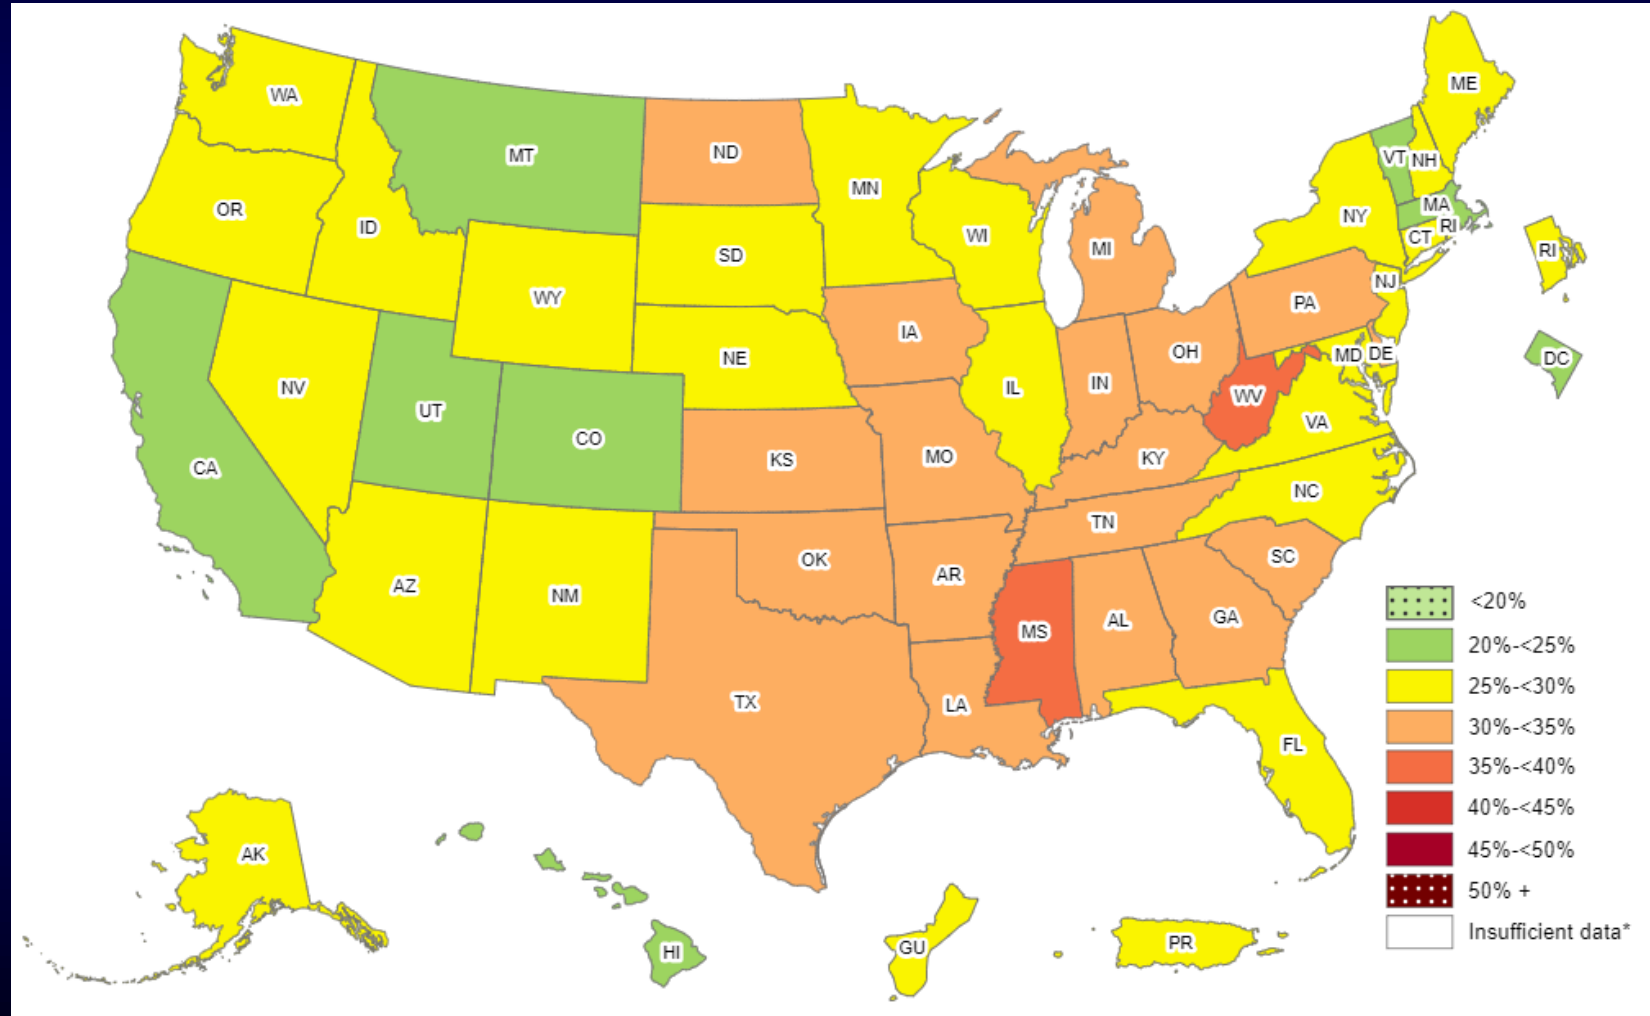 ME
WA
MT
ND
VT
NH
MN
OR
MA
NY
ID
WI
RI
CT
MI
RI
SD
NJ
WY
PA
IA
OH
MD
DE
NE
DC
IN
NV
IL
WV
UT
VA
CO
MO
KY
KS
CA
NC
TN
SC
OK
AR
AZ
NM
<20%
GA
AL
MS
20%-<25%
25%-<30%
TX
LA
30%-<35%
FL
35%-<40%
40%-<45%
45%-<50%
AK
50% +
Insufficient data*
PR
GU
HI